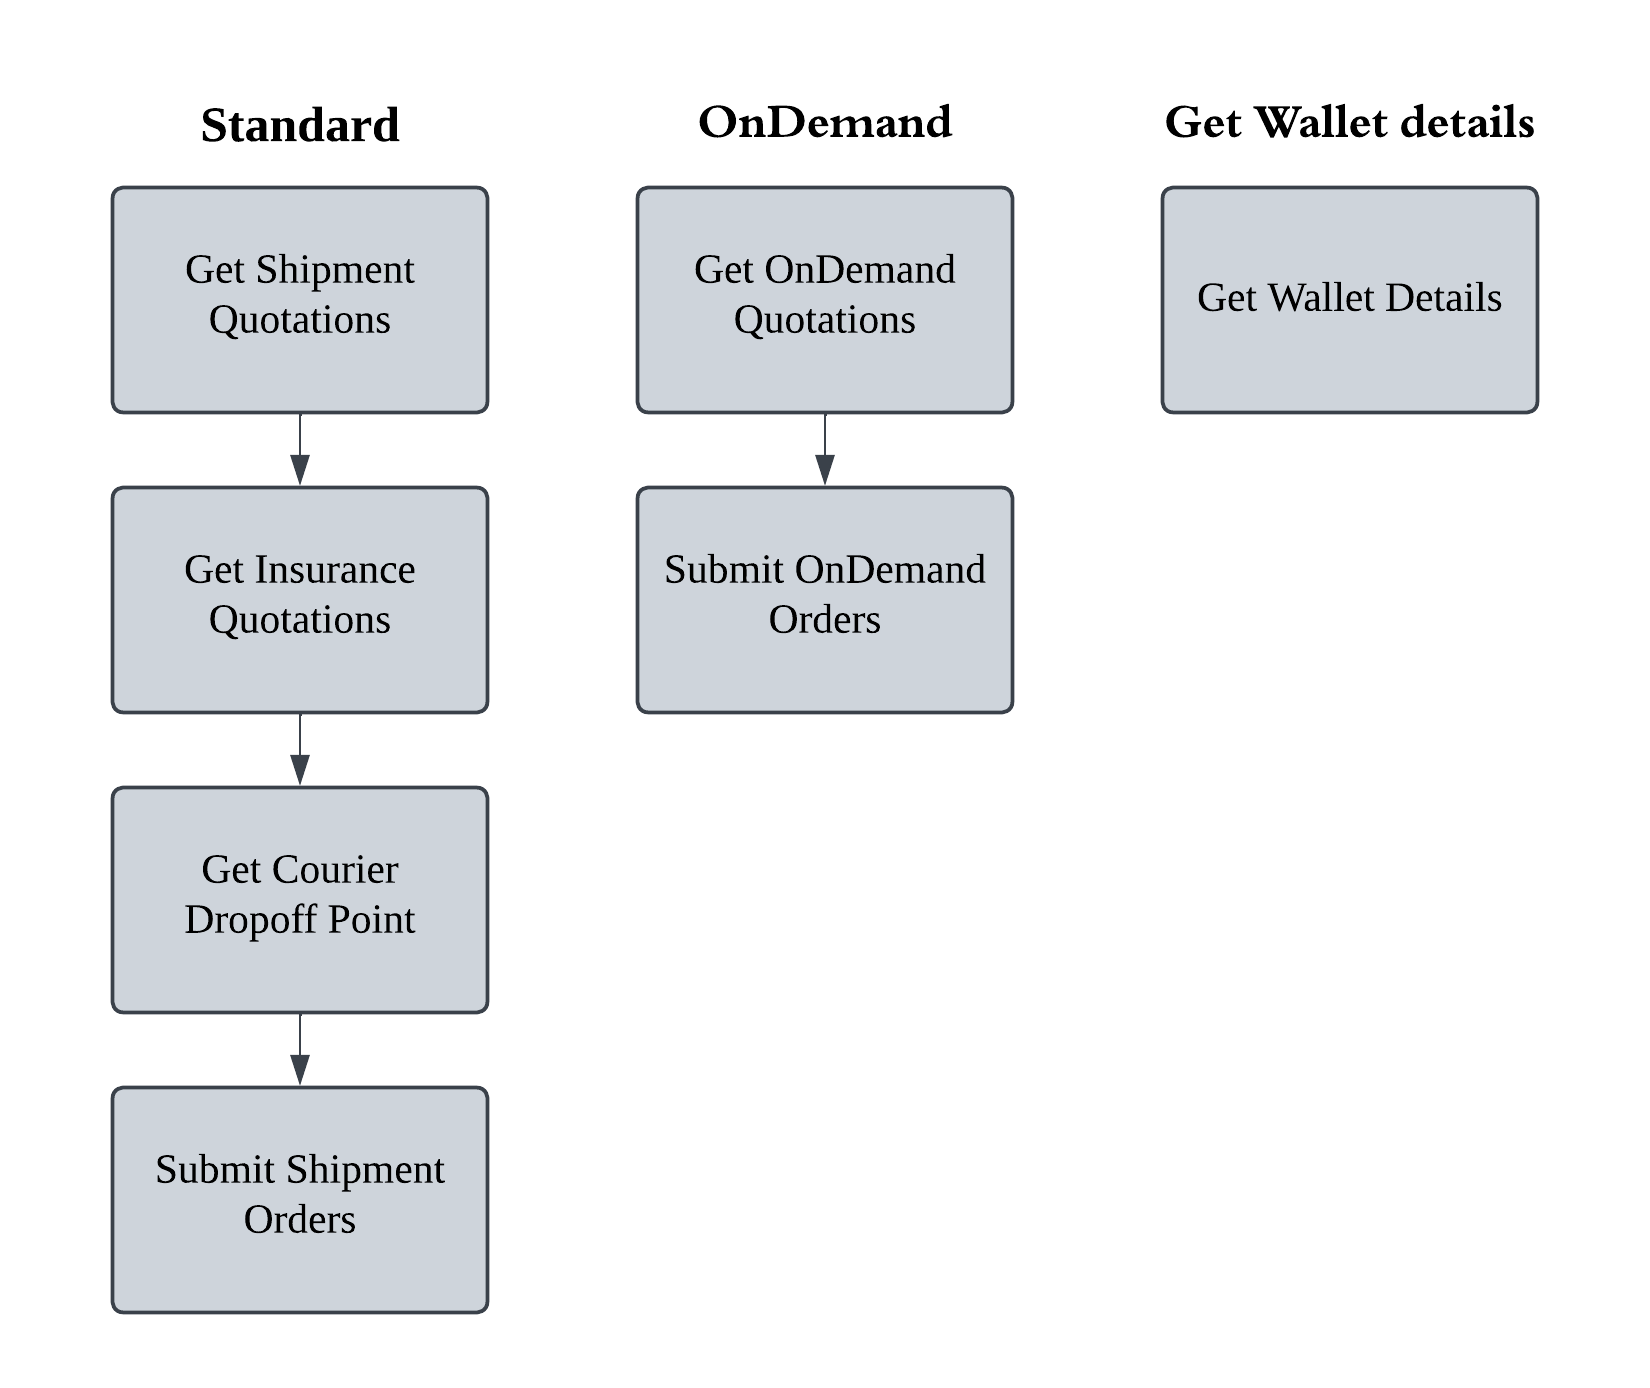 Standard
Get Shipment
Quotations
Get Insurance
Quotations
Get Courier
Dropoff Point
Submit Shipment
Orders
OnDemand
Get OnDemand
Quotations
Submit OnDemand
Orders
Get Wallet details
Get Wallet Details